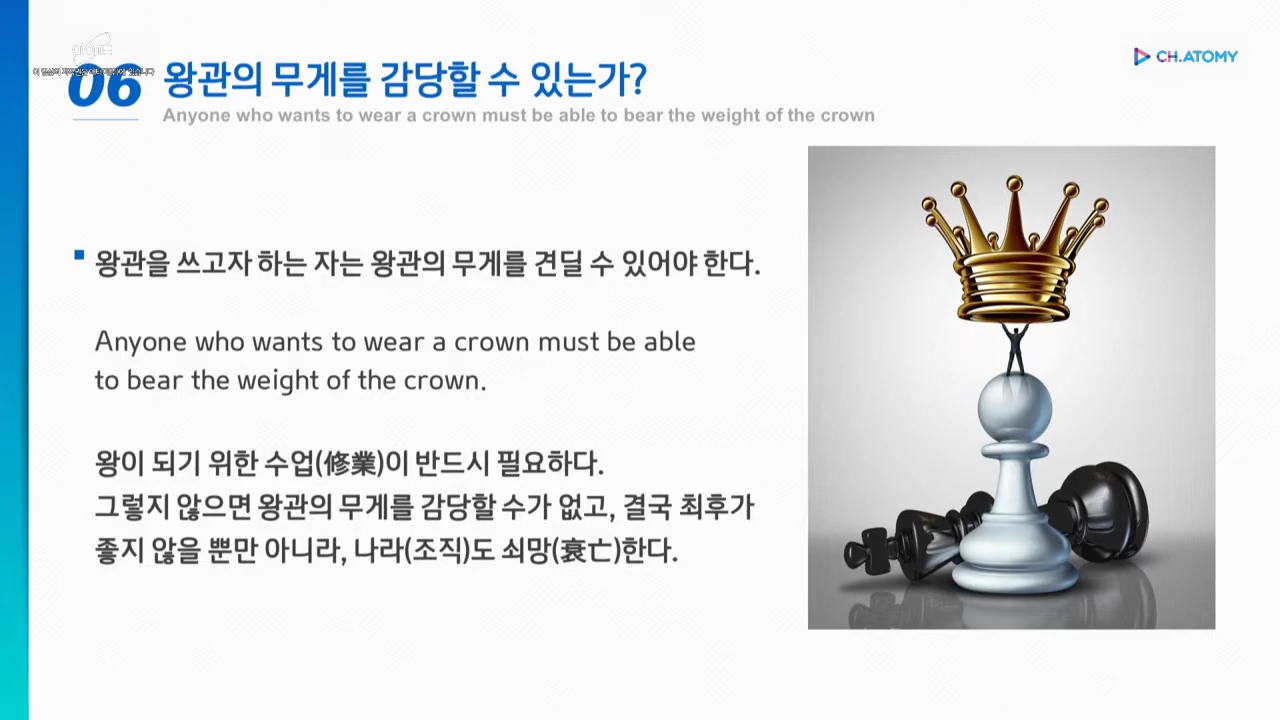 06 왕관의 무게를 감당할 수 있는가?
Anyone who wants to wear a crown must be able to bear the weight of the crown
CH.ATOMY
왕관을 쓰고자 하는 자는 왕관의 무게를 견딜 수 있어야 한다.
Anyone who wants to wear a crown must be able
to bear the weight of the crown.
왕이 되기 위한 수업(修業)이 반드시 필요하다.
그렇지 않으면 왕관의 무게를 감당할 수가 없고, 결국 최후가
좋지 않을 뿐만 아니라, 나라(조직)도 쇠망(衰亡)한다.